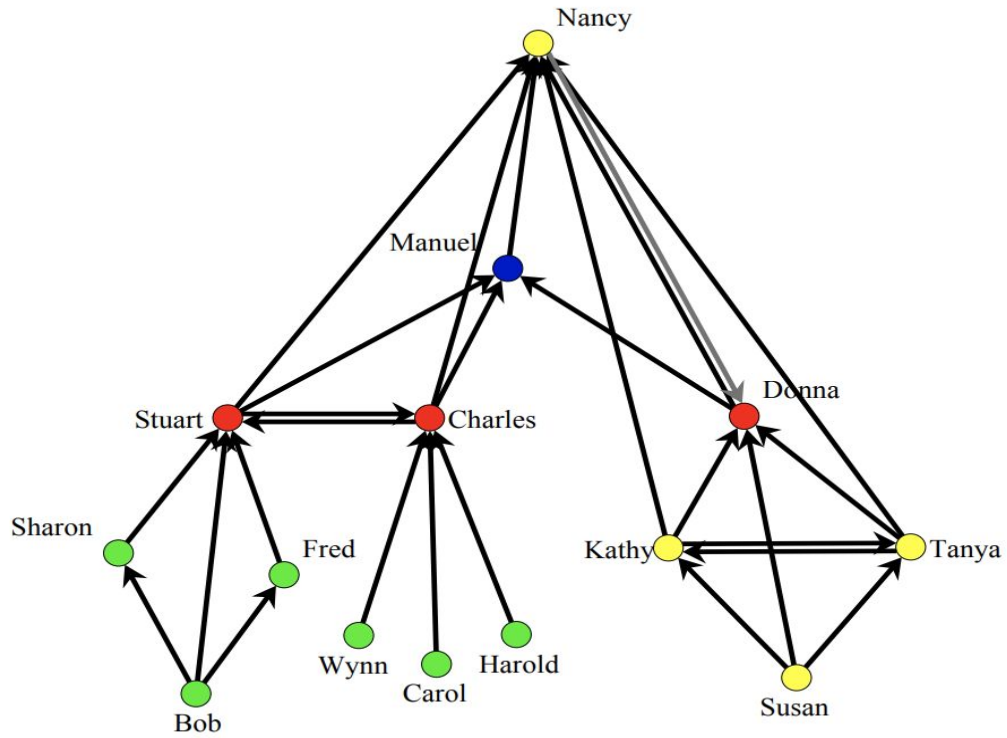 Nancy
Manuel
Donna
Stuart
Charles
Sharon
Fred
Kathy
Tanya
Wynn
Harold
Carol
Susan
Bob